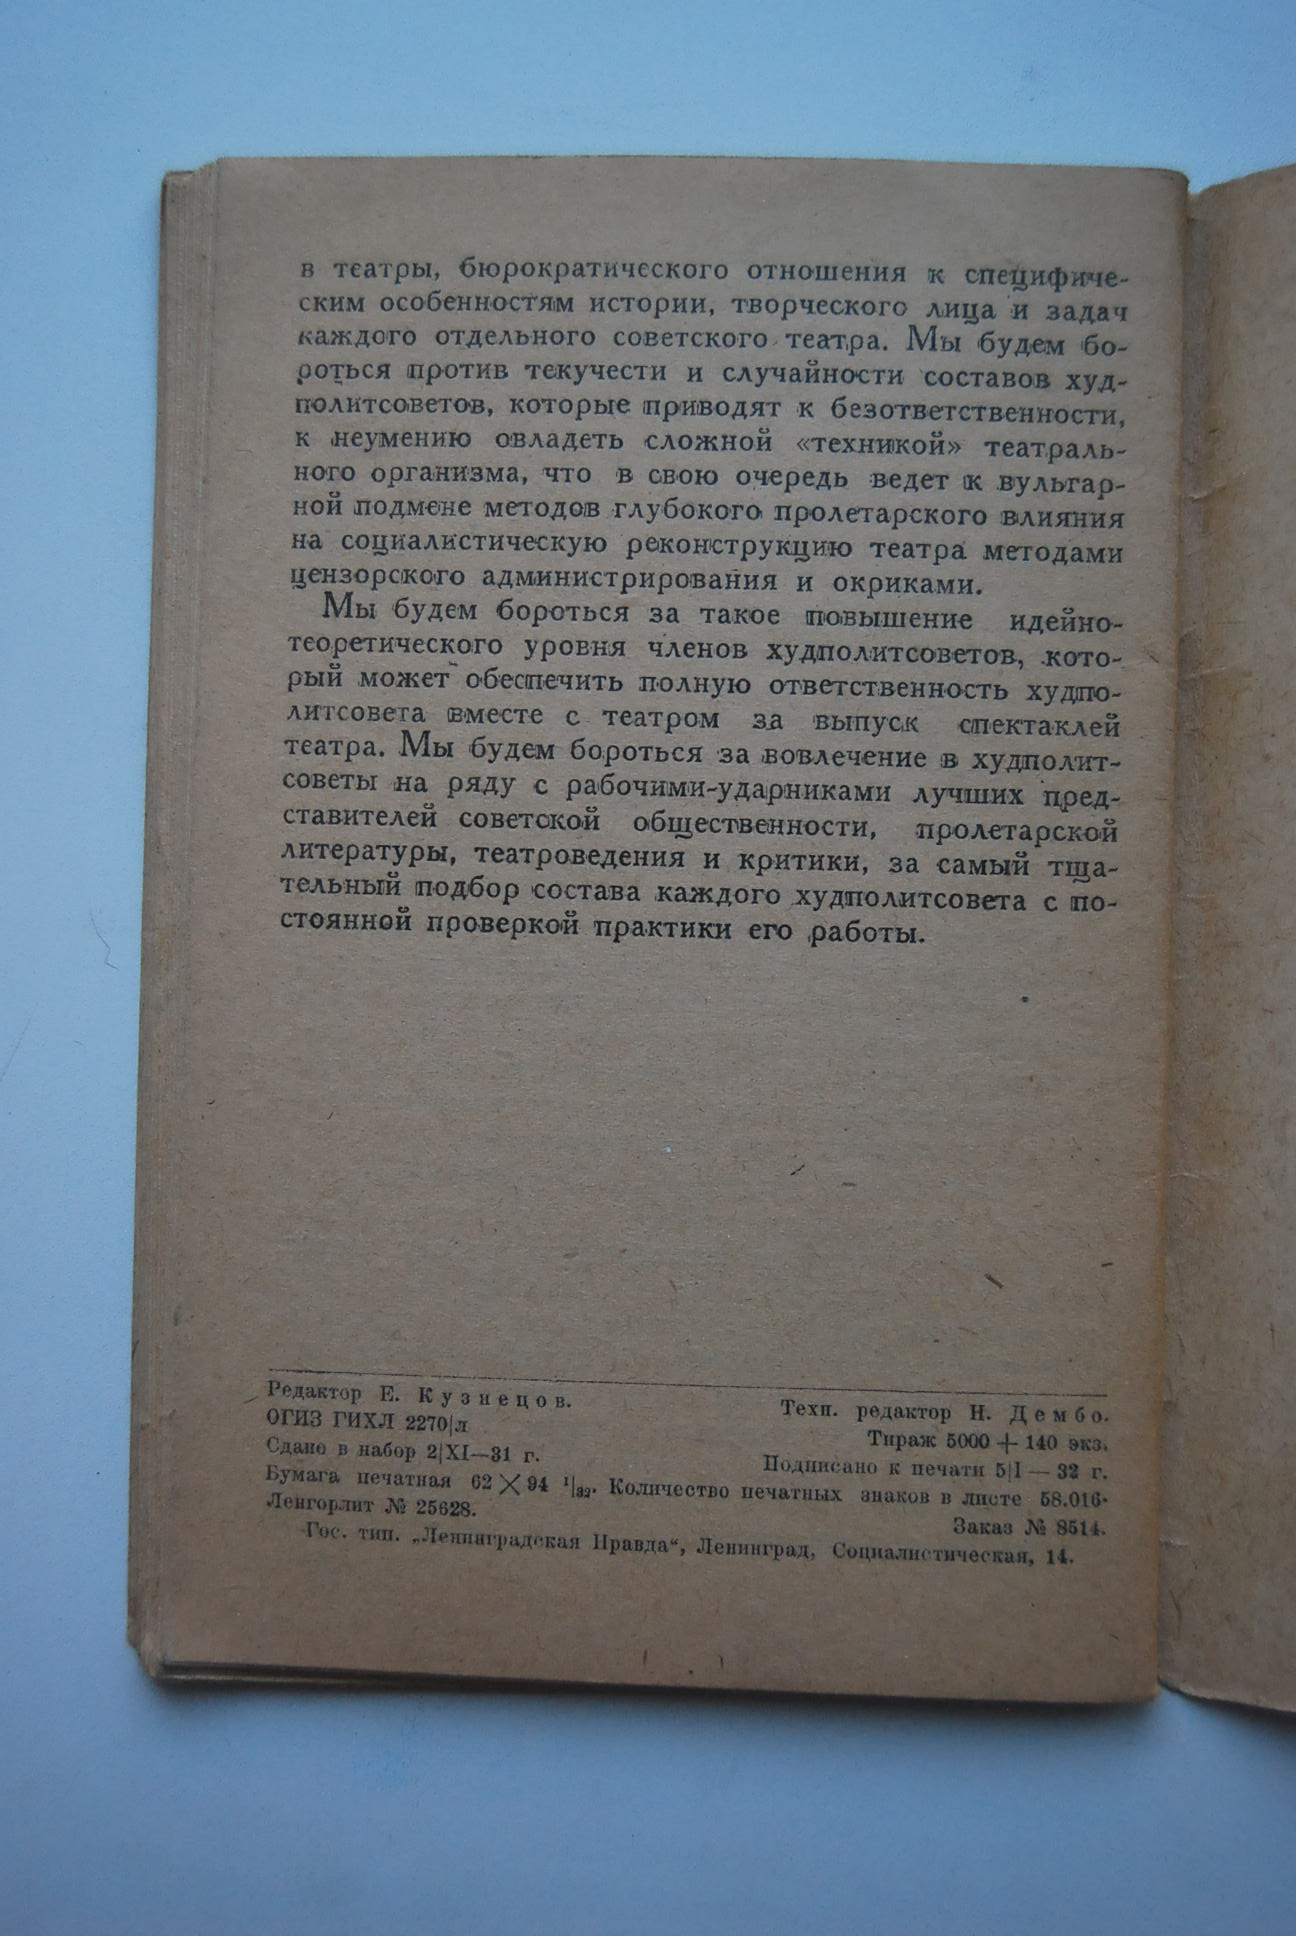 в театры, бюрократического отношения к специфиче-
ским особенностям истории, творческого лица и задач
каждого отдельного советского театра. Мы будем бо-
роться против текучести и случайности составов худ-
политсоветов, которые приводят к безответственности,
к неумению овладеть сложной «техникой» театраль-
ного организма, что в свою очередь ведет к вульгар-
ной подмене методов глубокого пролетарского влияния
на социалистическую реконструкцию театра методами
цензорского администрирования и окриками.
Мы будем бороться за такое повышение идейно-
теоретического уровня членов худполитсоветов, кото-
рый может обеспечить полную ответственность худпо-
литсовета вместе с театром за выпуск спектаклей
театра. Мы будем бороться за вовлечение в худполит-
советы на ряду с рабочими-ударниками лучших пред-
ставителей советской общественности, пролетарской
литературы, театроведения и критики, за самый тща-
тельный подбор состава каждого худполитсовета с по-
стоянной проверкой практики его работы.
Редактор Е. Кузнецов. Техн. редактор Н. Дембо.
ОГИЗ ГИХЛ 2270|л Тираж 5000 + 140 экз.
Сдано в набор 2|XI—31 г. Подписано к печати 5|I — 32 г.
Бумага печатная 62 × 94 1|32. Количество печатных знаков в листе 58.016.
Ленгорлит № 25628. Заказ № 8514.
Гос. тип. „Ленинградская Правда“, Ленинград, Социалистическая, 14.